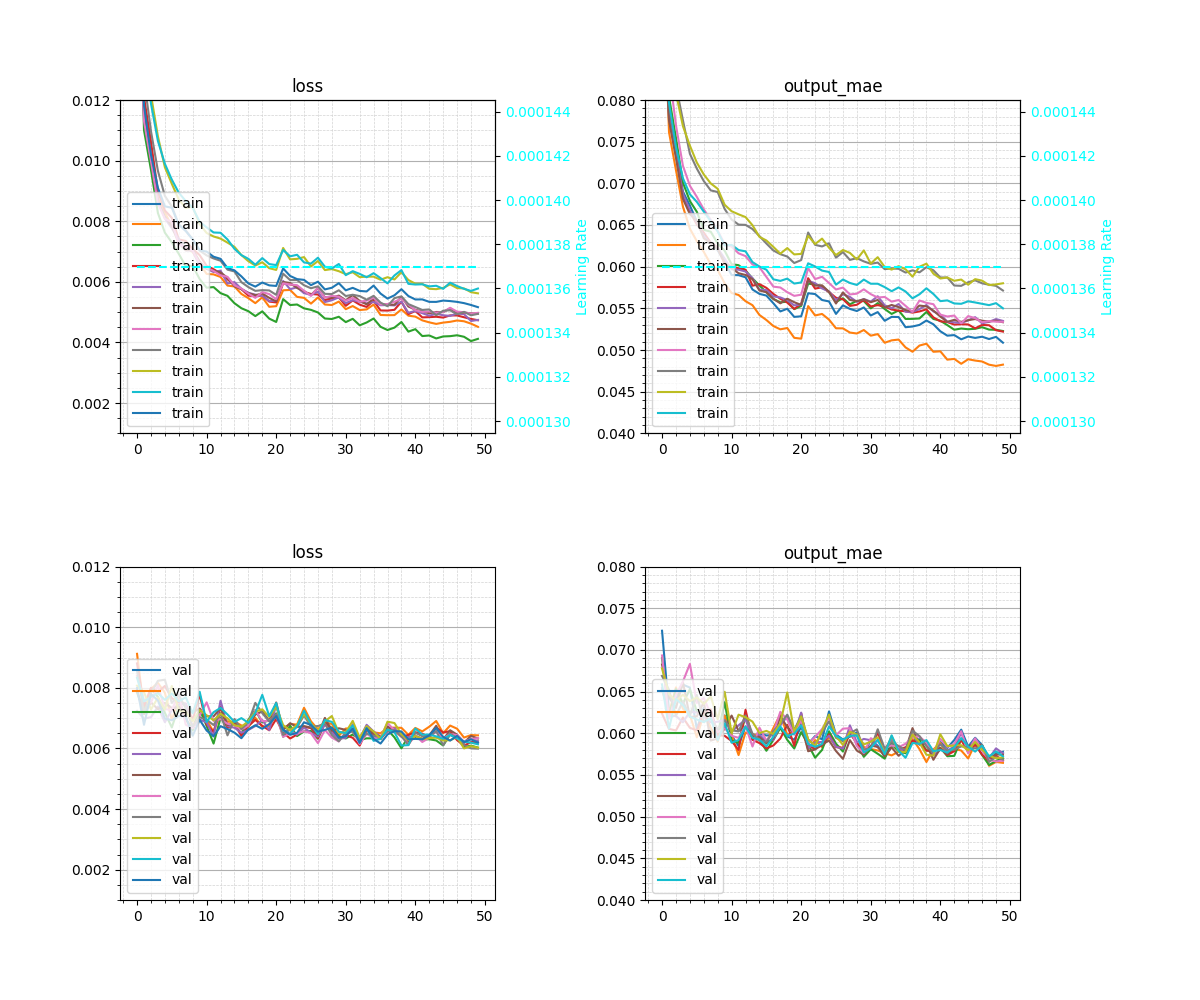 loss
0.012
0.010
0.008
0.006
0.004
0.002
0 10 20 30 40 50
train
train
train
train
train
train
train
train
train
train
train
0.000144
0.000142
0.000140
0.000138
0.000136
0.000134
0.000132
0.000130
Learning Rate
output_mae
0.080
0.075
0.070
0.065
0.060
0.055
0.050
0.045
0.040
0 10 20 30 40 50
train
train
train
train
train
train
train
train
train
train
0.000144
0.000142
0.000140
0.000138
0.000136
0.000134
0.000132
0.000130
Learning Rate
loss
0.012
0.010
0.008
0.006
0.004
0.002
0 10 20 30 40 50
val
val
val
val
val
val
val
val
val
val
val
output_mae
0.080
0.075
0.070
0.065
0.060
0.055
0.050
0.045
0.040
0 10 20 30 40 50
val
val
val
val
val
val
val
val
val
val